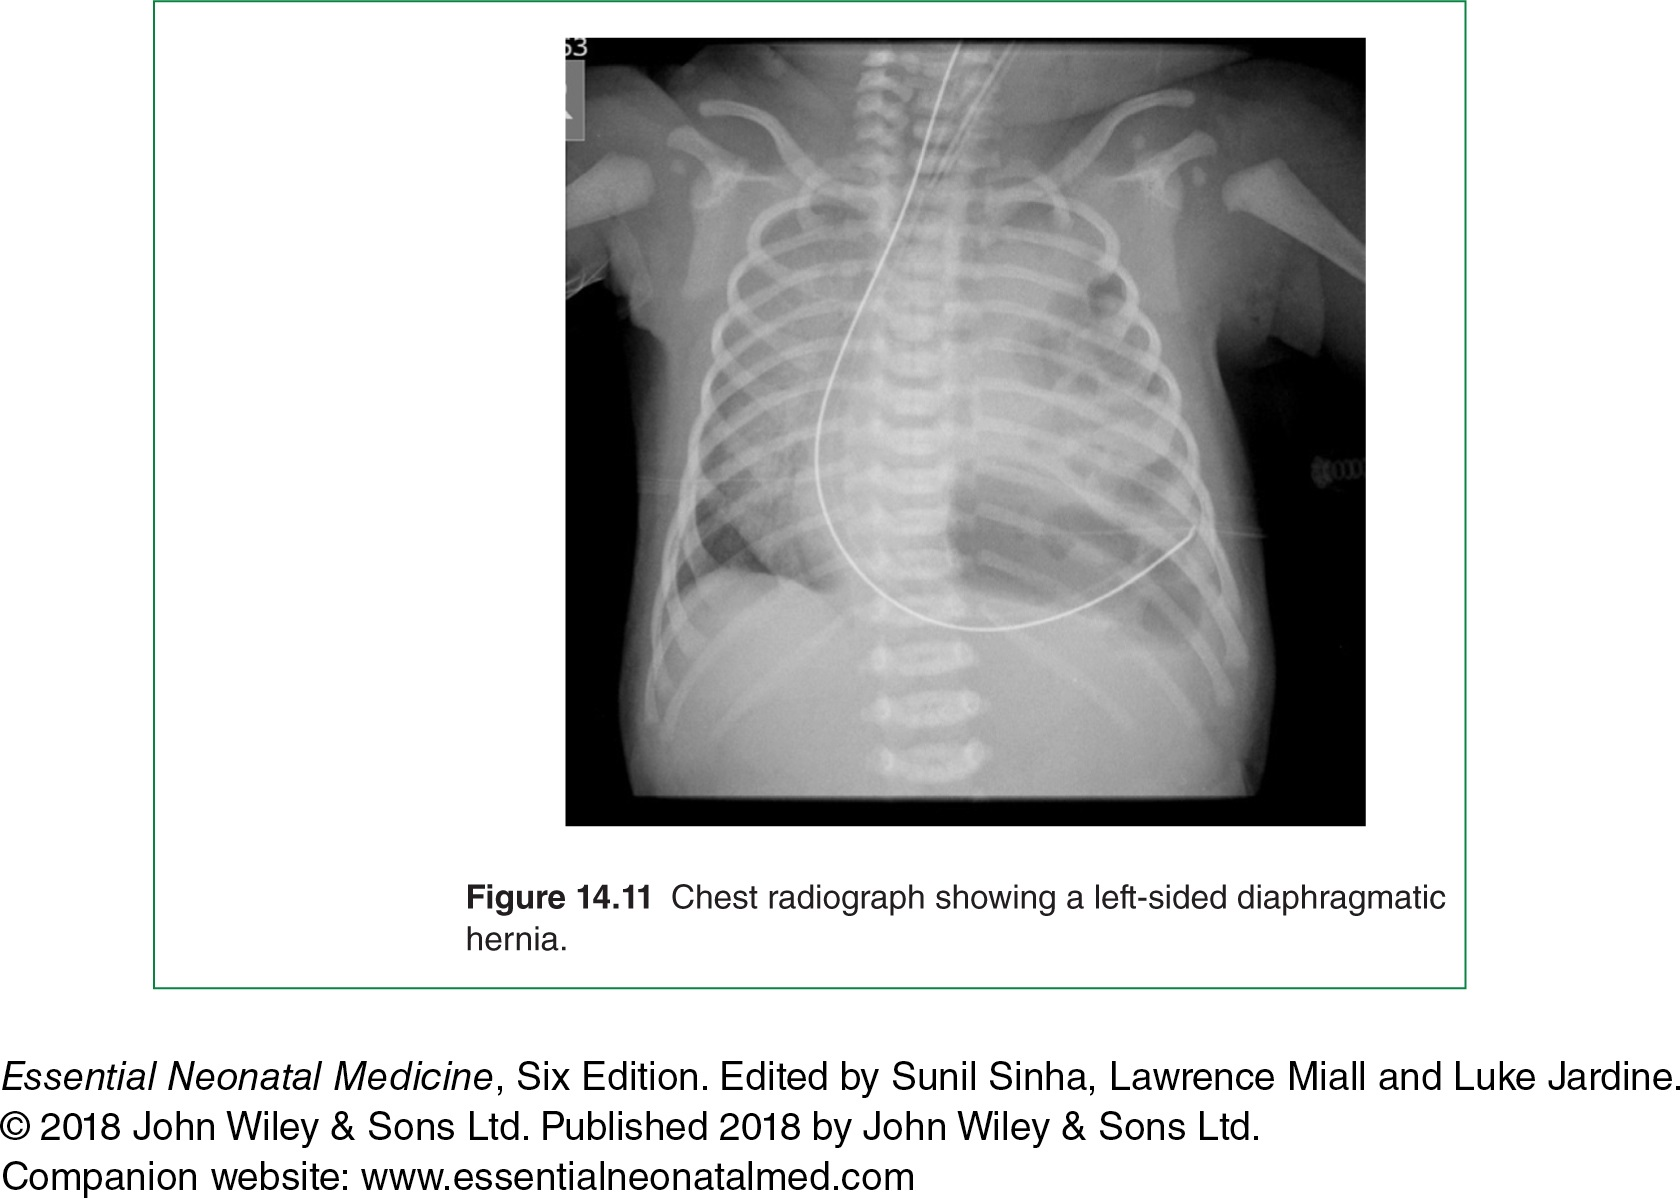 53
R
Figure 14.11 Chest radiograph showing a left-sided diaphragmatic
hernia.
Essential Neonatal Medicine, Six Edition. Edited by Sunil Sinha, Lawrence Miall and Luke Jardine.
© 2018 John Wiley & Sons Ltd. Published 2018 by John Wiley & Sons Ltd.
Companion website: www.essentialneonatalmed.com